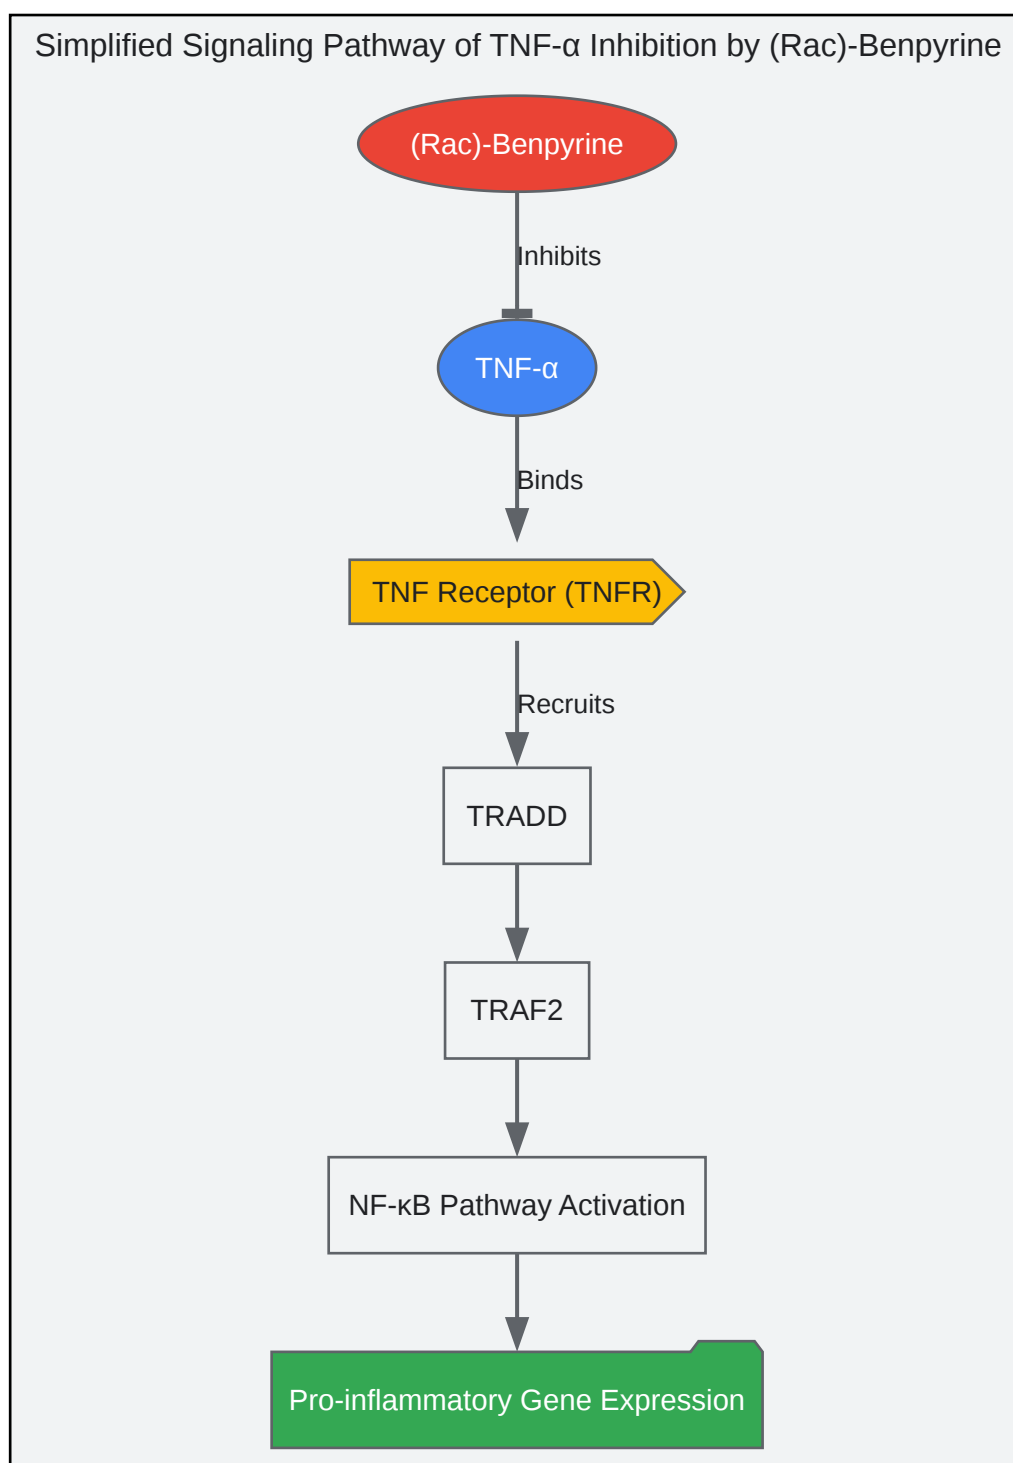 Simplified Signaling Pathway of TNF-α Inhibition by (Rac)-Benpyrine
(Rac)-Benpyrine
Inhibits
TNF-α
Binds
TNF Receptor (TNFR)
Recruits
TRADD
TRAF2
NF-κB Pathway Activation
Pro-inflammatory Gene Expression